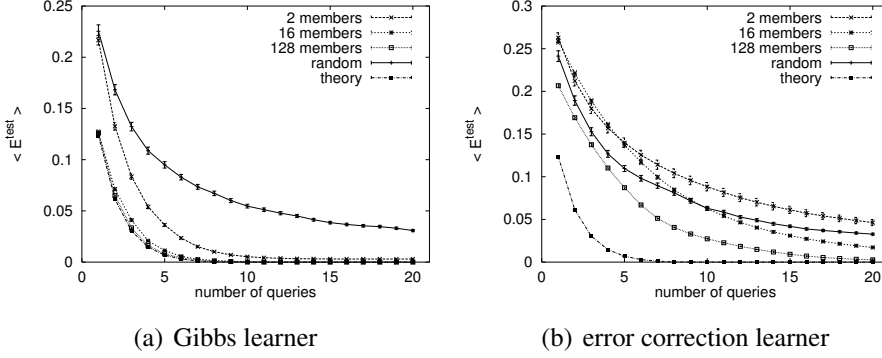 0.25
0.2
0.15
0.1
0.05
0
0 5 10 15 20
< E^test >
number of queries
2 members
16 members
128 members
random
theory
(a) Gibbs learner
0.3
0.25
0.2
0.15
0.1
0.05
0
0 5 10 15 20
< E^test >
number of queries
2 members
16 members
128 members
random
theory
(b) error correction learner